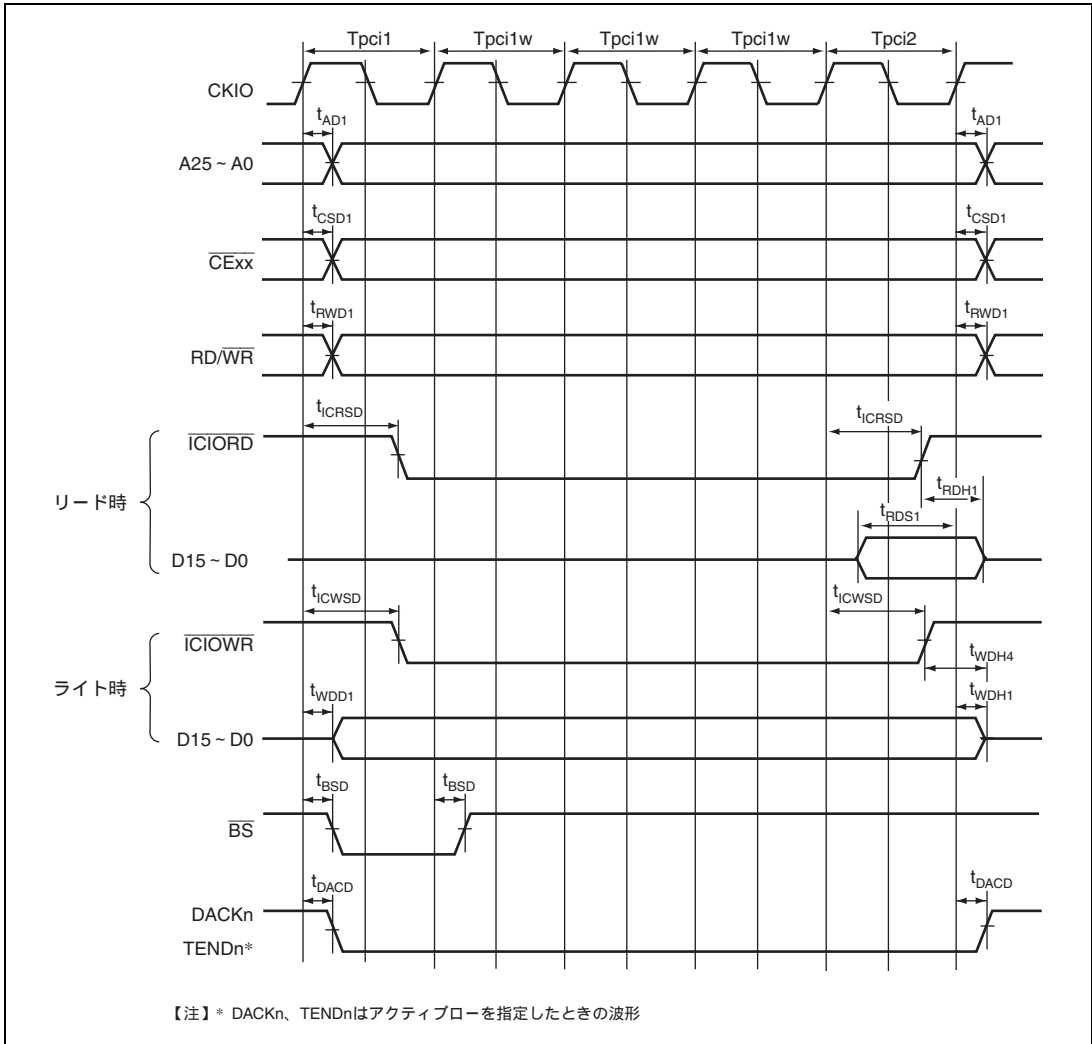 Tpci1 Tpci1w Tpci1w Tpci1w Tpci2
CKIO
tAD1 tAD1
A25 ~ A0
tCSD1 tCSD1
CExx
tRWD1 tRWD1
RD/WR
tICRSD tICRSD
ICIORD
tRDH1
リード時
tRDS1
D15 ~ D0
tICWSD tICWSD
ICIOWR
tWDH4
ライト時
tWDD1 tWDH1
D15 ~ D0
tBSD tBSD
BS
tDACD tDACD
DACKn
TENDn*
【注】* DACKn、TENDnはアクティブローを指定したときの波形